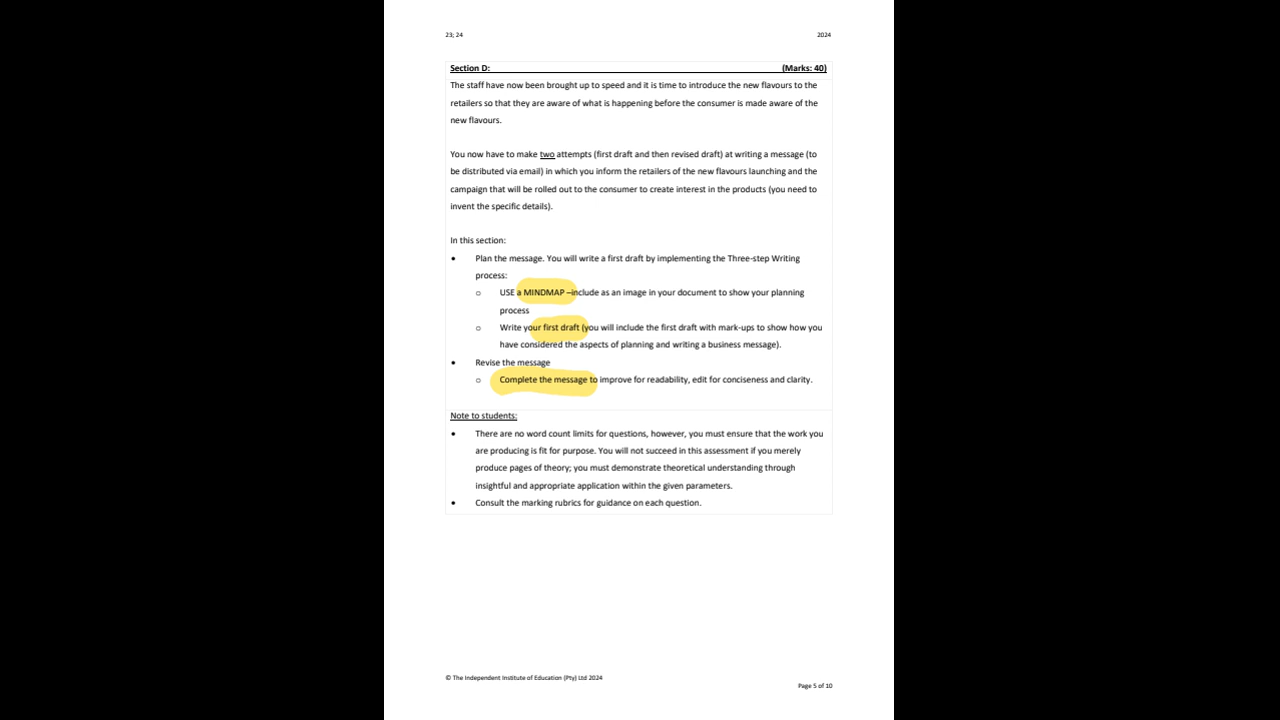 23; 24 2024
Section D: (Marks: 40)
The staff have now been brought up to speed and it is time to introduce the new flavours to the
retailers so that they are aware of what is happening before the consumer is made aware of the
new flavours.
You now have to make two attempts (first draft and then revised draft) at writing a message (to
be distributed via email) in which you inform the retailers of the new flavours launching and the
campaign that will be rolled out to the consumer to create interest in the products (you need to
invent the specific details).
In this section:
• Plan the message. You will write a first draft by implementing the Three-step Writing
process:
o USE a MINDMAP –include as an image in your document to show your planning
process
o Write your first draft (you will include the first draft with mark-ups to show how you
have considered the aspects of planning and writing a business message).
• Revise the message
o Complete the message to improve for readability, edit for conciseness and clarity.
Note to students:
• There are no word count limits for questions, however, you must ensure that the work you
are producing is fit for purpose. You will not succeed in this assessment if you merely
produce pages of theory; you must demonstrate theoretical understanding through
insightful and appropriate application within the given parameters.
• Consult the marking rubrics for guidance on each question.
© The Independent Institute of Education (Pty) Ltd 2024
Page 5 of 10